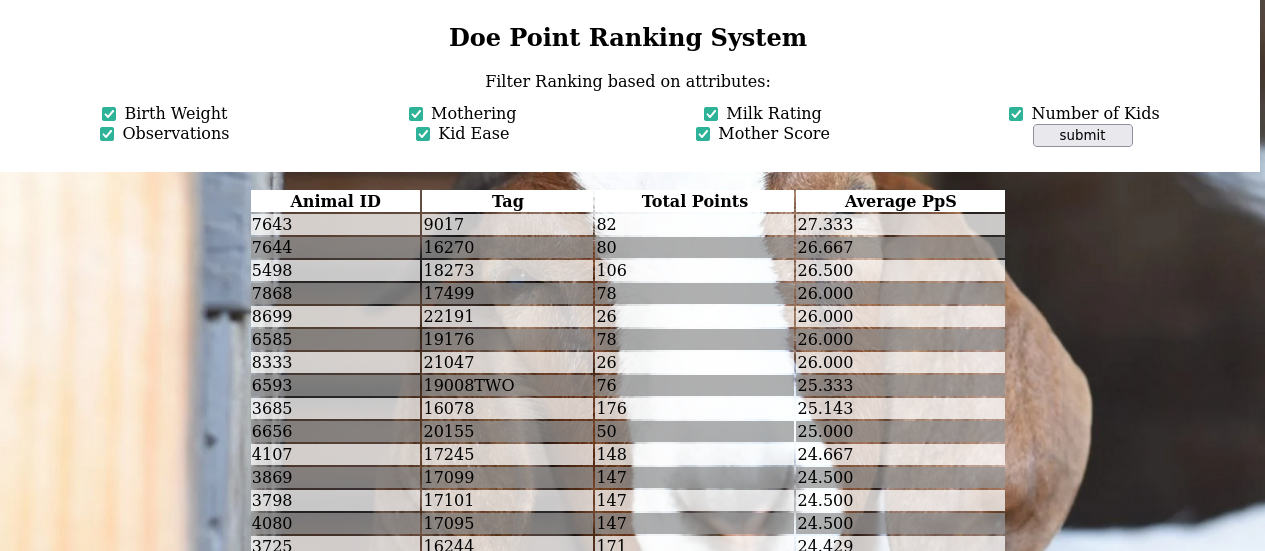 Doe Point Ranking System
Filter Ranking based on attributes:
Birth Weight Mothering Milk Rating Number of Kids
Observations Kid Ease Mother Score submit
Animal ID Tag Total Points Average PpS
7643 9017 82 27.333
7644 16270 80 26.667
5498 18273 106 26.500
7868 17499 78 26.000
8699 22191 26 26.000
6585 19176 78 26.000
8333 21047 26 26.000
6593 19008TWO 76 25.333
3685 16078 176 25.143
6656 20155 50 25.000
4107 17245 148 24.667
3869 17099 147 24.500
3798 17101 147 24.500
4080 17095 147 24.500
3725 16244 171 24.429